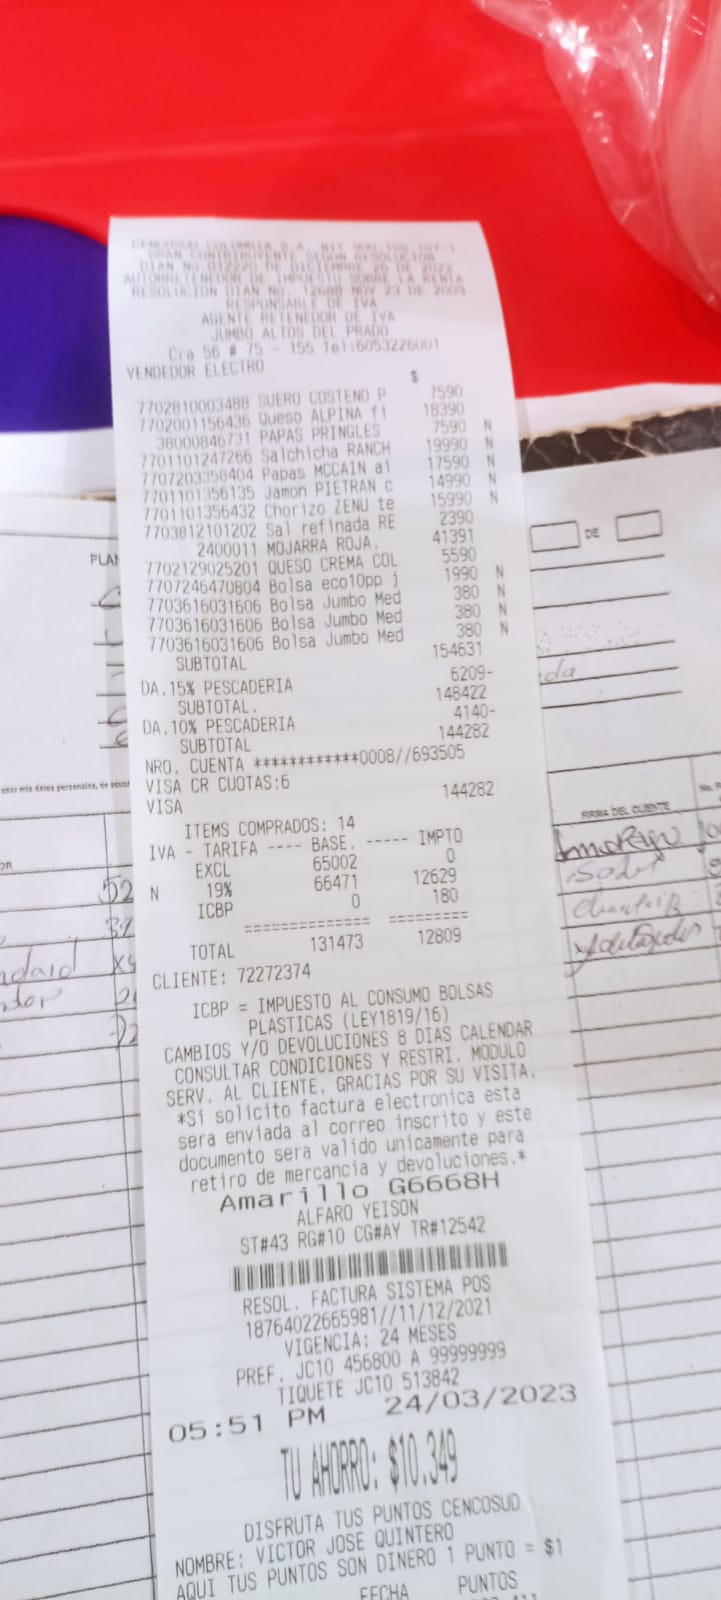 CENCOSUD COLOMBIA S.A. NIT 900.155.107-1
GRAN CONTRIBUYENTE SEGUN RESOLUCION
DIAN No.012220 DE DICIEMBRE 26 DE 2022
AUTORRETENEDOR DE IMPUESTO SOBRE LA RENTA
RESOLUCION DIAN No. 12688 NOV 23 DE 2009
RESPONSABLE DE IVA
AGENTE RETENEDOR DE IVA
JUMBO ALTOS DEL PRADO
Cra 56 # 75 - 155 Tel:6053226001
VENDEDOR ELECTRO
$
7702810003488 SUERO COSTENO P 7590
7702001156436 Queso ALPINA fi 18390
38000846731 PAPAS PRINGLES 7590 N
7701101247266 Salchicha RANCH 19990 N
7707203358404 Papas MCCAIN ai 17590 N
7701101356135 Jamon PIETRAN c 14990 N
7701101356432 Chorizo ZENU te 15990 N
7703812101202 Sal refinada RE 2390
2400011 MOJARRA ROJA. 41391
7702129025201 QUESO CREMA COL 5590
7707246470804 Bolsa eco10pp j 1990 N
7703616031606 Bolsa Jumbo Med 380 N
7703616031606 Bolsa Jumbo Med 380 N
7703616031606 Bolsa Jumbo Med 380 N
SUBTOTAL 154631
DA.15% PESCADERIA 6209-
SUBTOTAL. 148422
DA.10% PESCADERIA 4140-
SUBTOTAL 144282
NRO. CUENTA ************0008//693505
VISA CR CUOTAS:6
VISA 144282
ITEMS COMPRADOS: 14
IVA - TARIFA ---- BASE. ----- IMPTO
EXCL 65002 0
N 19% 66471 12629
ICBP 0 180
=============== =========
TOTAL 131473 12809
CLIENTE: 72272374
ICBP = IMPUESTO AL CONSUMO BOLSAS
PLASTICAS (LEY1819/16)
CAMBIOS Y/O DEVOLUCIONES 8 DIAS CALENDAR
CONSULTAR CONDICIONES Y RESTRI. MODULO
SERV. AL CLIENTE. GRACIAS POR SU VISITA.
*Si solicito factura electronica esta
sera enviada al correo inscrito y este
documento sera valido unicamente para
retiro de mercancia y devoluciones.*
Amarillo G6668H
ALFARO YEISON
ST#43 RG#10 CG#AY TR#12542
RESOL. FACTURA SISTEMA POS
18764022665981//11/12/2021
VIGENCIA: 24 MESES
PREF. JC10 456800 A 99999999
TIQUETE JC10 513842
05:51 PM 24/03/2023
TU AHORRO: $10.349
DISFRUTA TUS PUNTOS CENCOSUD
NOMBRE: VICTOR JOSE QUINTERO
AQUI TUS PUNTOS SON DINERO 1 PUNTO = $1
FECHA PUNTOS
PLAN
DE
FIRMA DEL CLIENTE